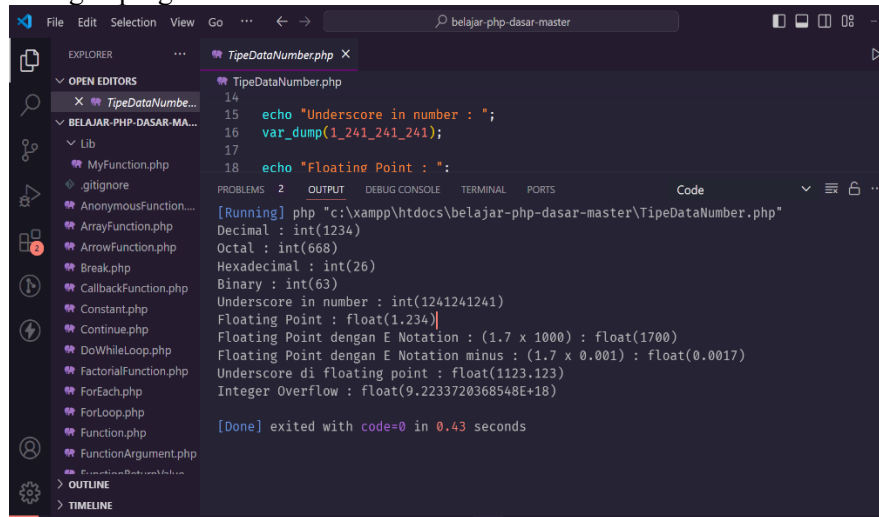 File Edit Selection View Go ··· belajar-php-dasar-master
EXPLORER ···
OPEN EDITORS
TipeDataNumbe...
BELAJAR-PHP-DASAR-MA...
Lib
MyFunction.php
.gitignore
AnonymousFunction....
ArrayFunction.php
ArrowFunction.php
Break.php
CallbackFunction.php
Constant.php
Continue.php
DoWhileLoop.php
FactorialFunction.php
ForEach.php
ForLoop.php
Function.php
FunctionArgument.php
FunctionReturnValue
OUTLINE
TIMELINE
2
TipeDataNumber.php
TipeDataNumber.php
14
15 echo "Underscore in number : ";
16 var_dump(1_241_241_241);
17
18 echo "Floating Point : ";
PROBLEMS 2 OUTPUT DEBUG CONSOLE TERMINAL PORTS Code
[Running] php "c:\xampp\htdocs\belajar-php-dasar-master\TipeDataNumber.php"
Decimal : int(1234)
Octal : int(668)
Hexadecimal : int(26)
Binary : int(63)
Underscore in number : int(1241241241)
Floating Point : float(1.234)
Floating Point dengan E Notation : (1.7 x 1000) : float(1700)
Floating Point dengan E Notation minus : (1.7 x 0.001) : float(0.0017)
Underscore di floating point : float(1123.123)
Integer Overflow : float(9.2233720368548E+18)
[Done] exited with code=0 in 0.43 seconds